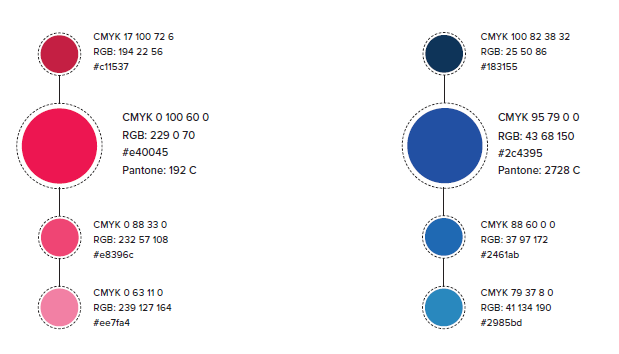 CMYK 17 100 72 6
RGB: 194 22 56
#c11537
CMYK 0 100 60 0
RGB: 229 0 70
#e40045
Pantone: 192 C
CMYK 0 88 33 0
RGB: 232 57 108
#e8396c
CMYK 0 63 11 0
RGB: 239 127 164
#ee7fa4
CMYK 100 82 38 32
RGB: 25 50 86
#183155
CMYK 95 79 0 0
RGB: 43 68 150
#2c4395
Pantone: 2728 C
CMYK 88 60 0 0
RGB: 37 97 172
#2461ab
CMYK 79 37 8 0
RGB: 41 134 190
#2985bd